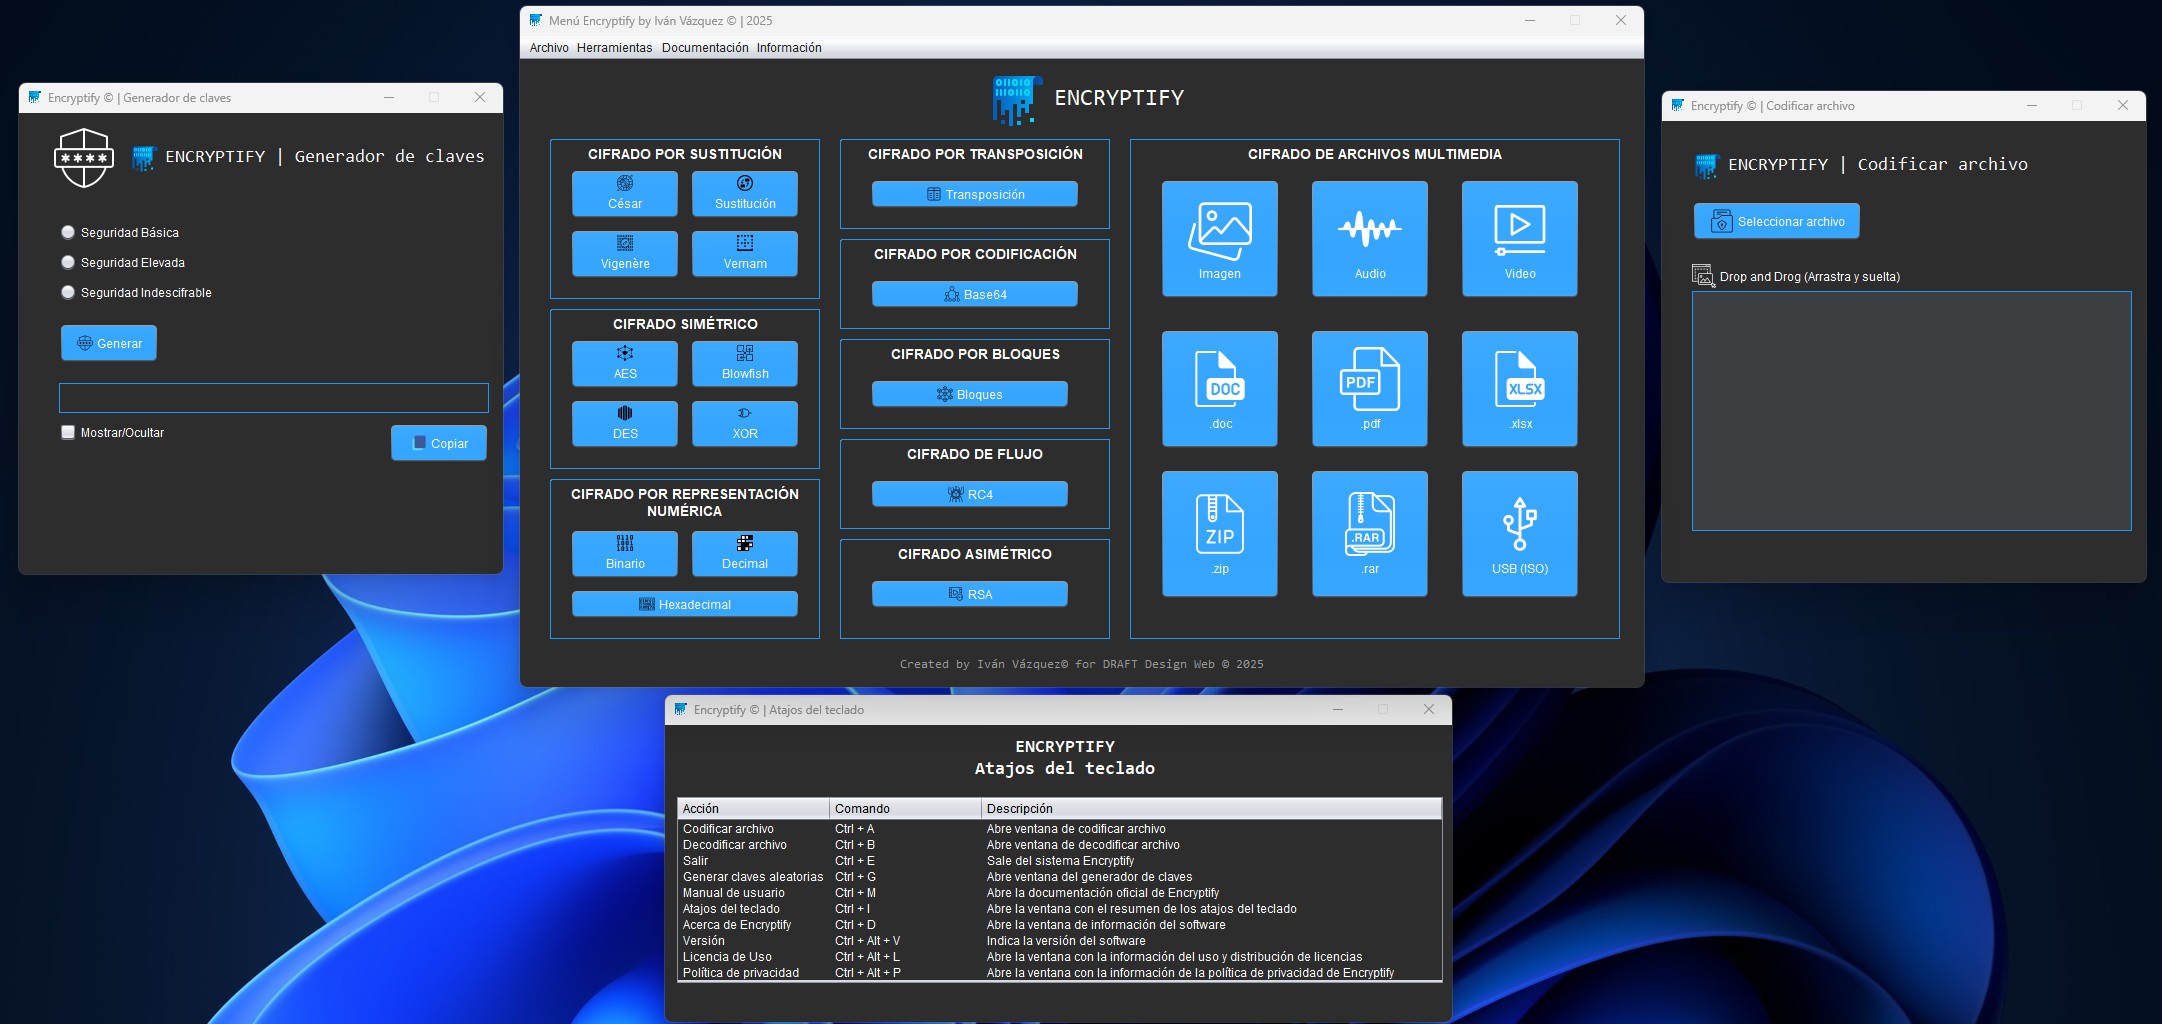 Encryptify © | Generador de claves
ENCRYPTIFY | Generador de claves
Seguridad Básica
Seguridad Elevada
Seguridad Indescifrable
Generar
Mostrar/Ocultar
Copiar
Menú Encryptify by Iván Vázquez © | 2025
Archivo Herramientas Documentación Información
ENCRYPTIFY
CIFRADO POR SUSTITUCIÓN
César Sustitución
Vigenère Vernam
CIFRADO SIMÉTRICO
AES Blowfish
DES XOR
CIFRADO POR REPRESENTACIÓN
NUMÉRICA
Binario Decimal
Hexadecimal
CIFRADO POR TRANSPOSICIÓN
Transposición
CIFRADO POR CODIFICACIÓN
Base64
CIFRADO POR BLOQUES
Bloques
CIFRADO DE FLUJO
RC4
CIFRADO ASIMÉTRICO
RSA
CIFRADO DE ARCHIVOS MULTIMEDIA
Imagen Audio Video
DOC PDF XLSX
.doc .pdf .xlsx
ZIP .RAR
.zip .rar USB (ISO)
Created by Iván Vázquez© for DRAFT Design Web © 2025
Encryptify © | Codificar archivo
ENCRYPTIFY | Codificar archivo
Seleccionar archivo
Drop and Drog (Arrastra y suelta)
Encryptify © | Atajos del teclado
ENCRYPTIFY
Atajos del teclado
Acción Comando Descripción
Codificar archivo Ctrl + A Abre ventana de codificar archivo
Decodificar archivo Ctrl + B Abre ventana de decodificar archivo
Salir Ctrl + E Sale del sistema Encryptify
Generar claves aleatorias Ctrl + G Abre ventana del generador de claves
Manual de usuario Ctrl + M Abre la documentación oficial de Encryptify
Atajos del teclado Ctrl + I Abre la ventana con el resumen de los atajos del teclado
Acerca de Encryptify Ctrl + D Abre la ventana de información del software
Versión Ctrl + Alt + V Indica la versión del software
Licencia de Uso Ctrl + Alt + L Abre la ventana con la información del uso y distribución de licencias
Política de privacidad Ctrl + Alt + P Abre la ventana con la información de la política de privacidad de Encryptify